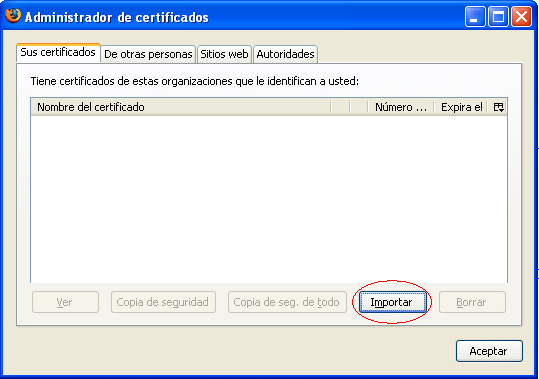 Administrador de certificados
Sus certificados De otras personas Sitios web Autoridades
Tiene certificados de estas organizaciones que le identifican a usted:
Nombre del certificado Número ... Expira el
Ver Copia de seguridad Copia de seg. de todo Importar Borrar
Aceptar